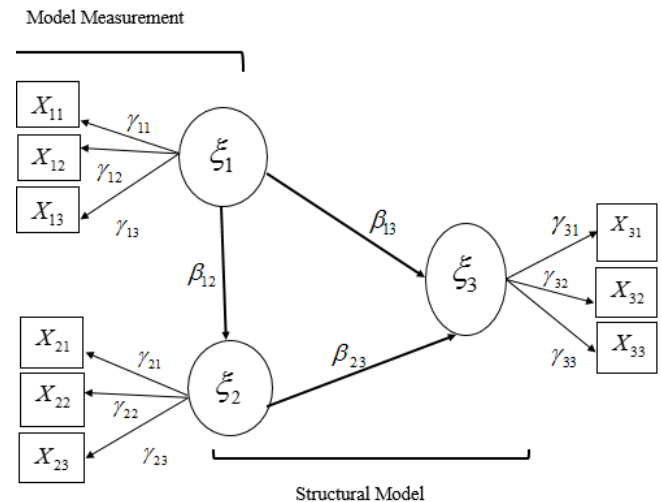 Model Measurement
X₁₁
γ₁₁
X₁₂
γ₁₂
X₁₃
γ₁₃
ξ₁
β₁₃
β₁₂
ξ₃
γ₃₁
X₃₁
γ₃₂
X₃₂
γ₃₃
X₃₃
X₂₁
γ₂₁
X₂₂
γ₂₂
X₂₃
γ₂₃
ξ₂
β₂₃
Structural Model